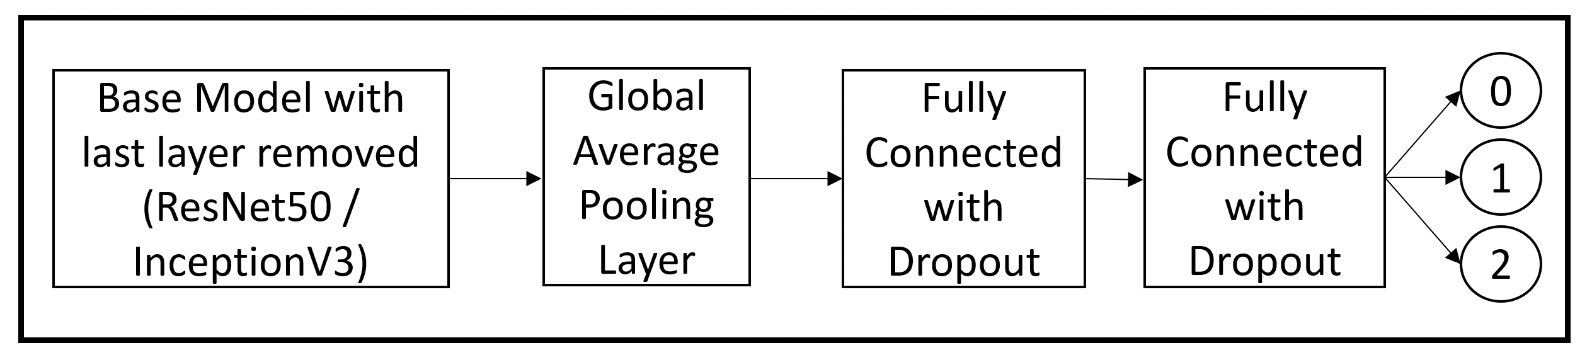 Base Model with
last layer removed
(ResNet50 /
InceptionV3)
Global
Average
Pooling
Layer
Fully
Connected
with
Dropout
Fully
Connected
with
Dropout
0
1
2